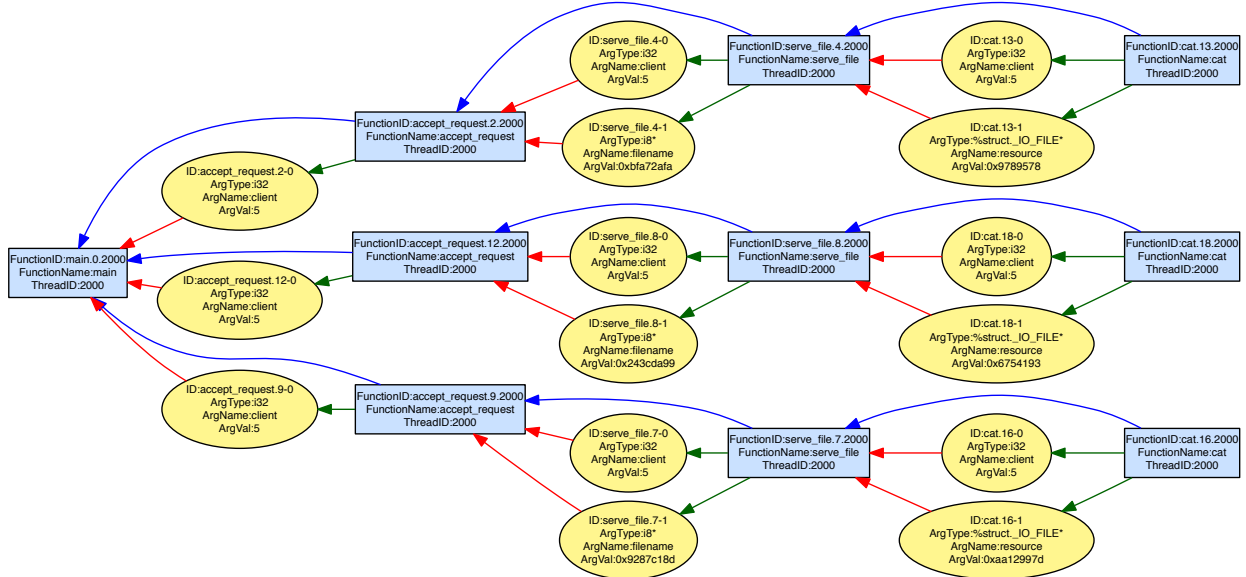 FunctionID:main.0.2000
FunctionName:main
ThreadID:2000
FunctionID:accept_request.2.2000
FunctionName:accept_request
ThreadID:2000
ID:accept_request.2-0
ArgType:i32
ArgName:client
ArgVal:5
ID:serve_file.4-0
ArgType:i32
ArgName:client
ArgVal:5
ID:serve_file.4-1
ArgType:i8*
ArgName:filename
ArgVal:0xbfa72afa
FunctionID:serve_file.4.2000
FunctionName:serve_file
ThreadID:2000
ID:cat.13-0
ArgType:i32
ArgName:client
ArgVal:5
ID:cat.13-1
ArgType:%struct._IO_FILE*
ArgName:resource
ArgVal:0x9789578
FunctionID:cat.13.2000
FunctionName:cat
ThreadID:2000
FunctionID:accept_request.12.2000
FunctionName:accept_request
ThreadID:2000
ID:accept_request.12-0
ArgType:i32
ArgName:client
ArgVal:5
ID:serve_file.8-0
ArgType:i32
ArgName:client
ArgVal:5
ID:serve_file.8-1
ArgType:i8*
ArgName:filename
ArgVal:0x243cda99
FunctionID:serve_file.8.2000
FunctionName:serve_file
ThreadID:2000
ID:cat.18-0
ArgType:i32
ArgName:client
ArgVal:5
ID:cat.18-1
ArgType:%struct._IO_FILE*
ArgName:resource
ArgVal:0x6754193
FunctionID:cat.18.2000
FunctionName:cat
ThreadID:2000
ID:accept_request.9-0
ArgType:i32
ArgName:client
ArgVal:5
FunctionID:accept_request.9.2000
FunctionName:accept_request
ThreadID:2000
ID:serve_file.7-0
ArgType:i32
ArgName:client
ArgVal:5
ID:serve_file.7-1
ArgType:i8*
ArgName:filename
ArgVal:0x9287c18d
FunctionID:serve_file.7.2000
FunctionName:serve_file
ThreadID:2000
ID:cat.16-0
ArgType:i32
ArgName:client
ArgVal:5
ID:cat.16-1
ArgType:%struct._IO_FILE*
ArgName:resource
ArgVal:0xaa12997d
FunctionID:cat.16.2000
FunctionName:cat
ThreadID:2000